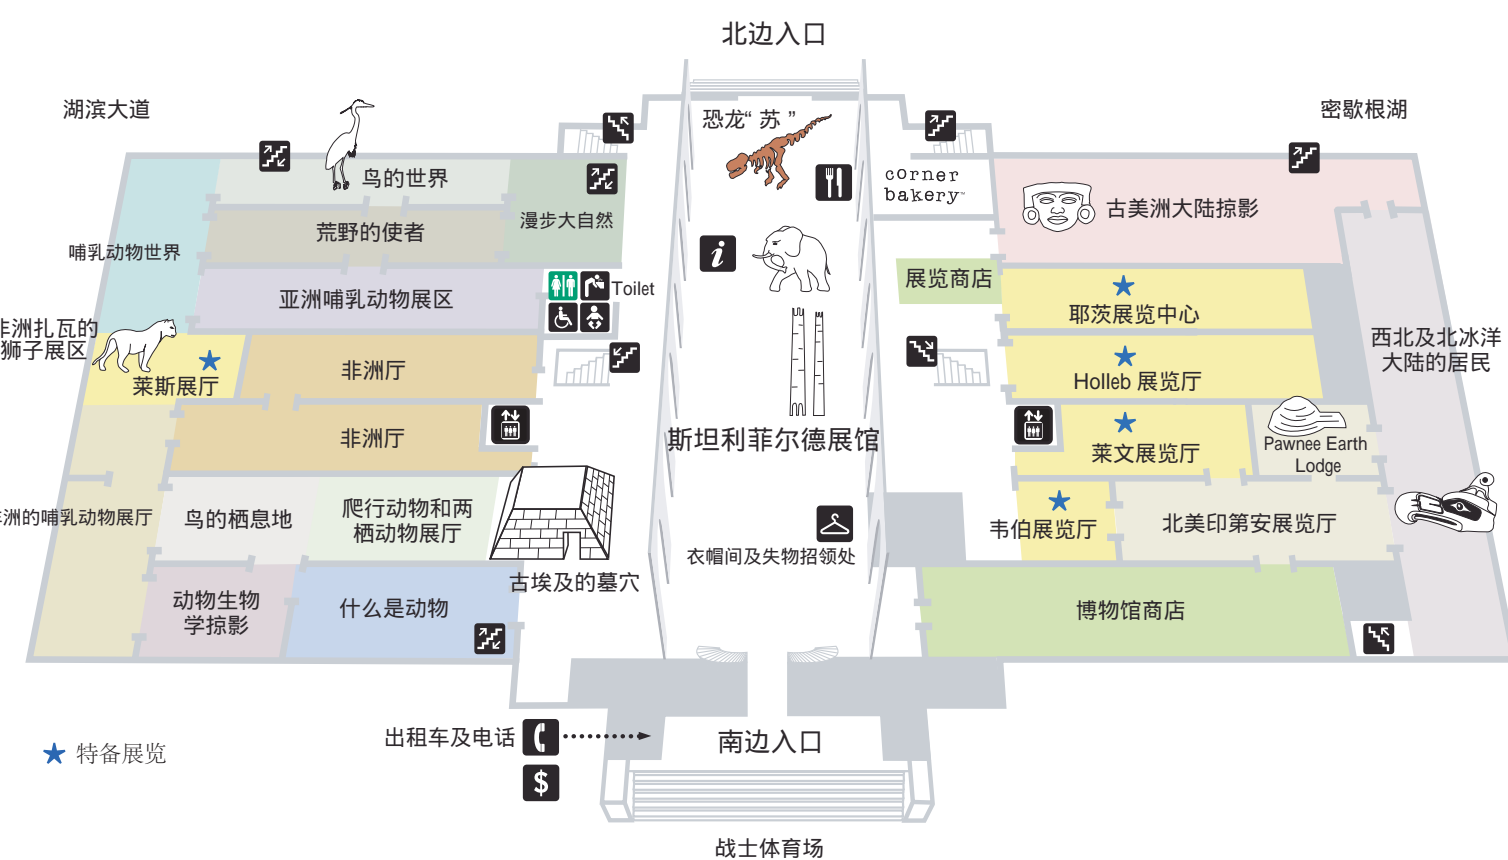 北边入口
湖滨大道
密歇根湖
恐龙“苏”
corner
bakery™
鸟的世界
漫步大自然
荒野的使者
古美洲大陆掠影
哺乳动物世界
亚洲哺乳动物展区
Toilet
i
展览商店
耶茨展览中心
非洲扎瓦的
狮子展区
莱斯展厅
非洲厅
Holleb 展览厅
西北及北冰洋
大陆的居民
非洲厅
斯坦利菲尔德展馆
莱文展览厅
Pawnee Earth
Lodge
洲的哺乳动物展厅
鸟的栖息地
爬行动物和两
栖动物展厅
韦伯展览厅
北美印第安展览厅
衣帽间及失物招领处
古埃及的墓穴
动物生物
学掠影
什么是动物
博物馆商店
出租车及电话
$
南边入口
特备展览
战士体育场